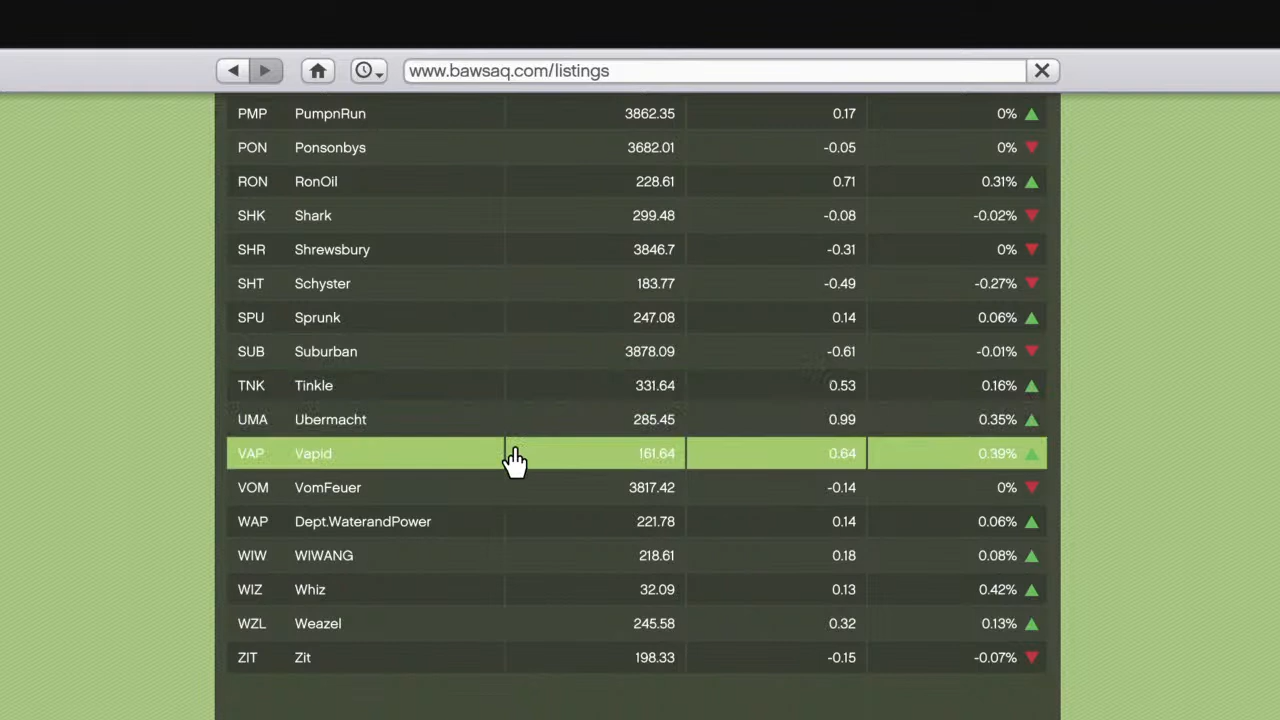 www.bawsaq.com/listings
PMP PumpnRun 3862.35 0.17 0%
PON Ponsonbys 3682.01 -0.05 0%
RON RonOil 228.61 0.71 0.31%
SHK Shark 299.48 -0.08 -0.02%
SHR Shrewsbury 3846.7 -0.31 0%
SHT Schyster 183.77 -0.49 -0.27%
SPU Sprunk 247.08 0.14 0.06%
SUB Suburban 3878.09 -0.61 -0.01%
TNK Tinkle 331.64 0.53 0.16%
UMA Ubermacht 285.45 0.99 0.35%
VAP Vapid 161.64 0.64 0.39%
VOM VomFeuer 3817.42 -0.14 0%
WAP Dept.WaterandPower 221.78 0.14 0.06%
WIW WIWANG 218.61 0.18 0.08%
WIZ Whiz 32.09 0.13 0.42%
WZL Weazel 245.58 0.32 0.13%
ZIT Zit 198.33 -0.15 -0.07%